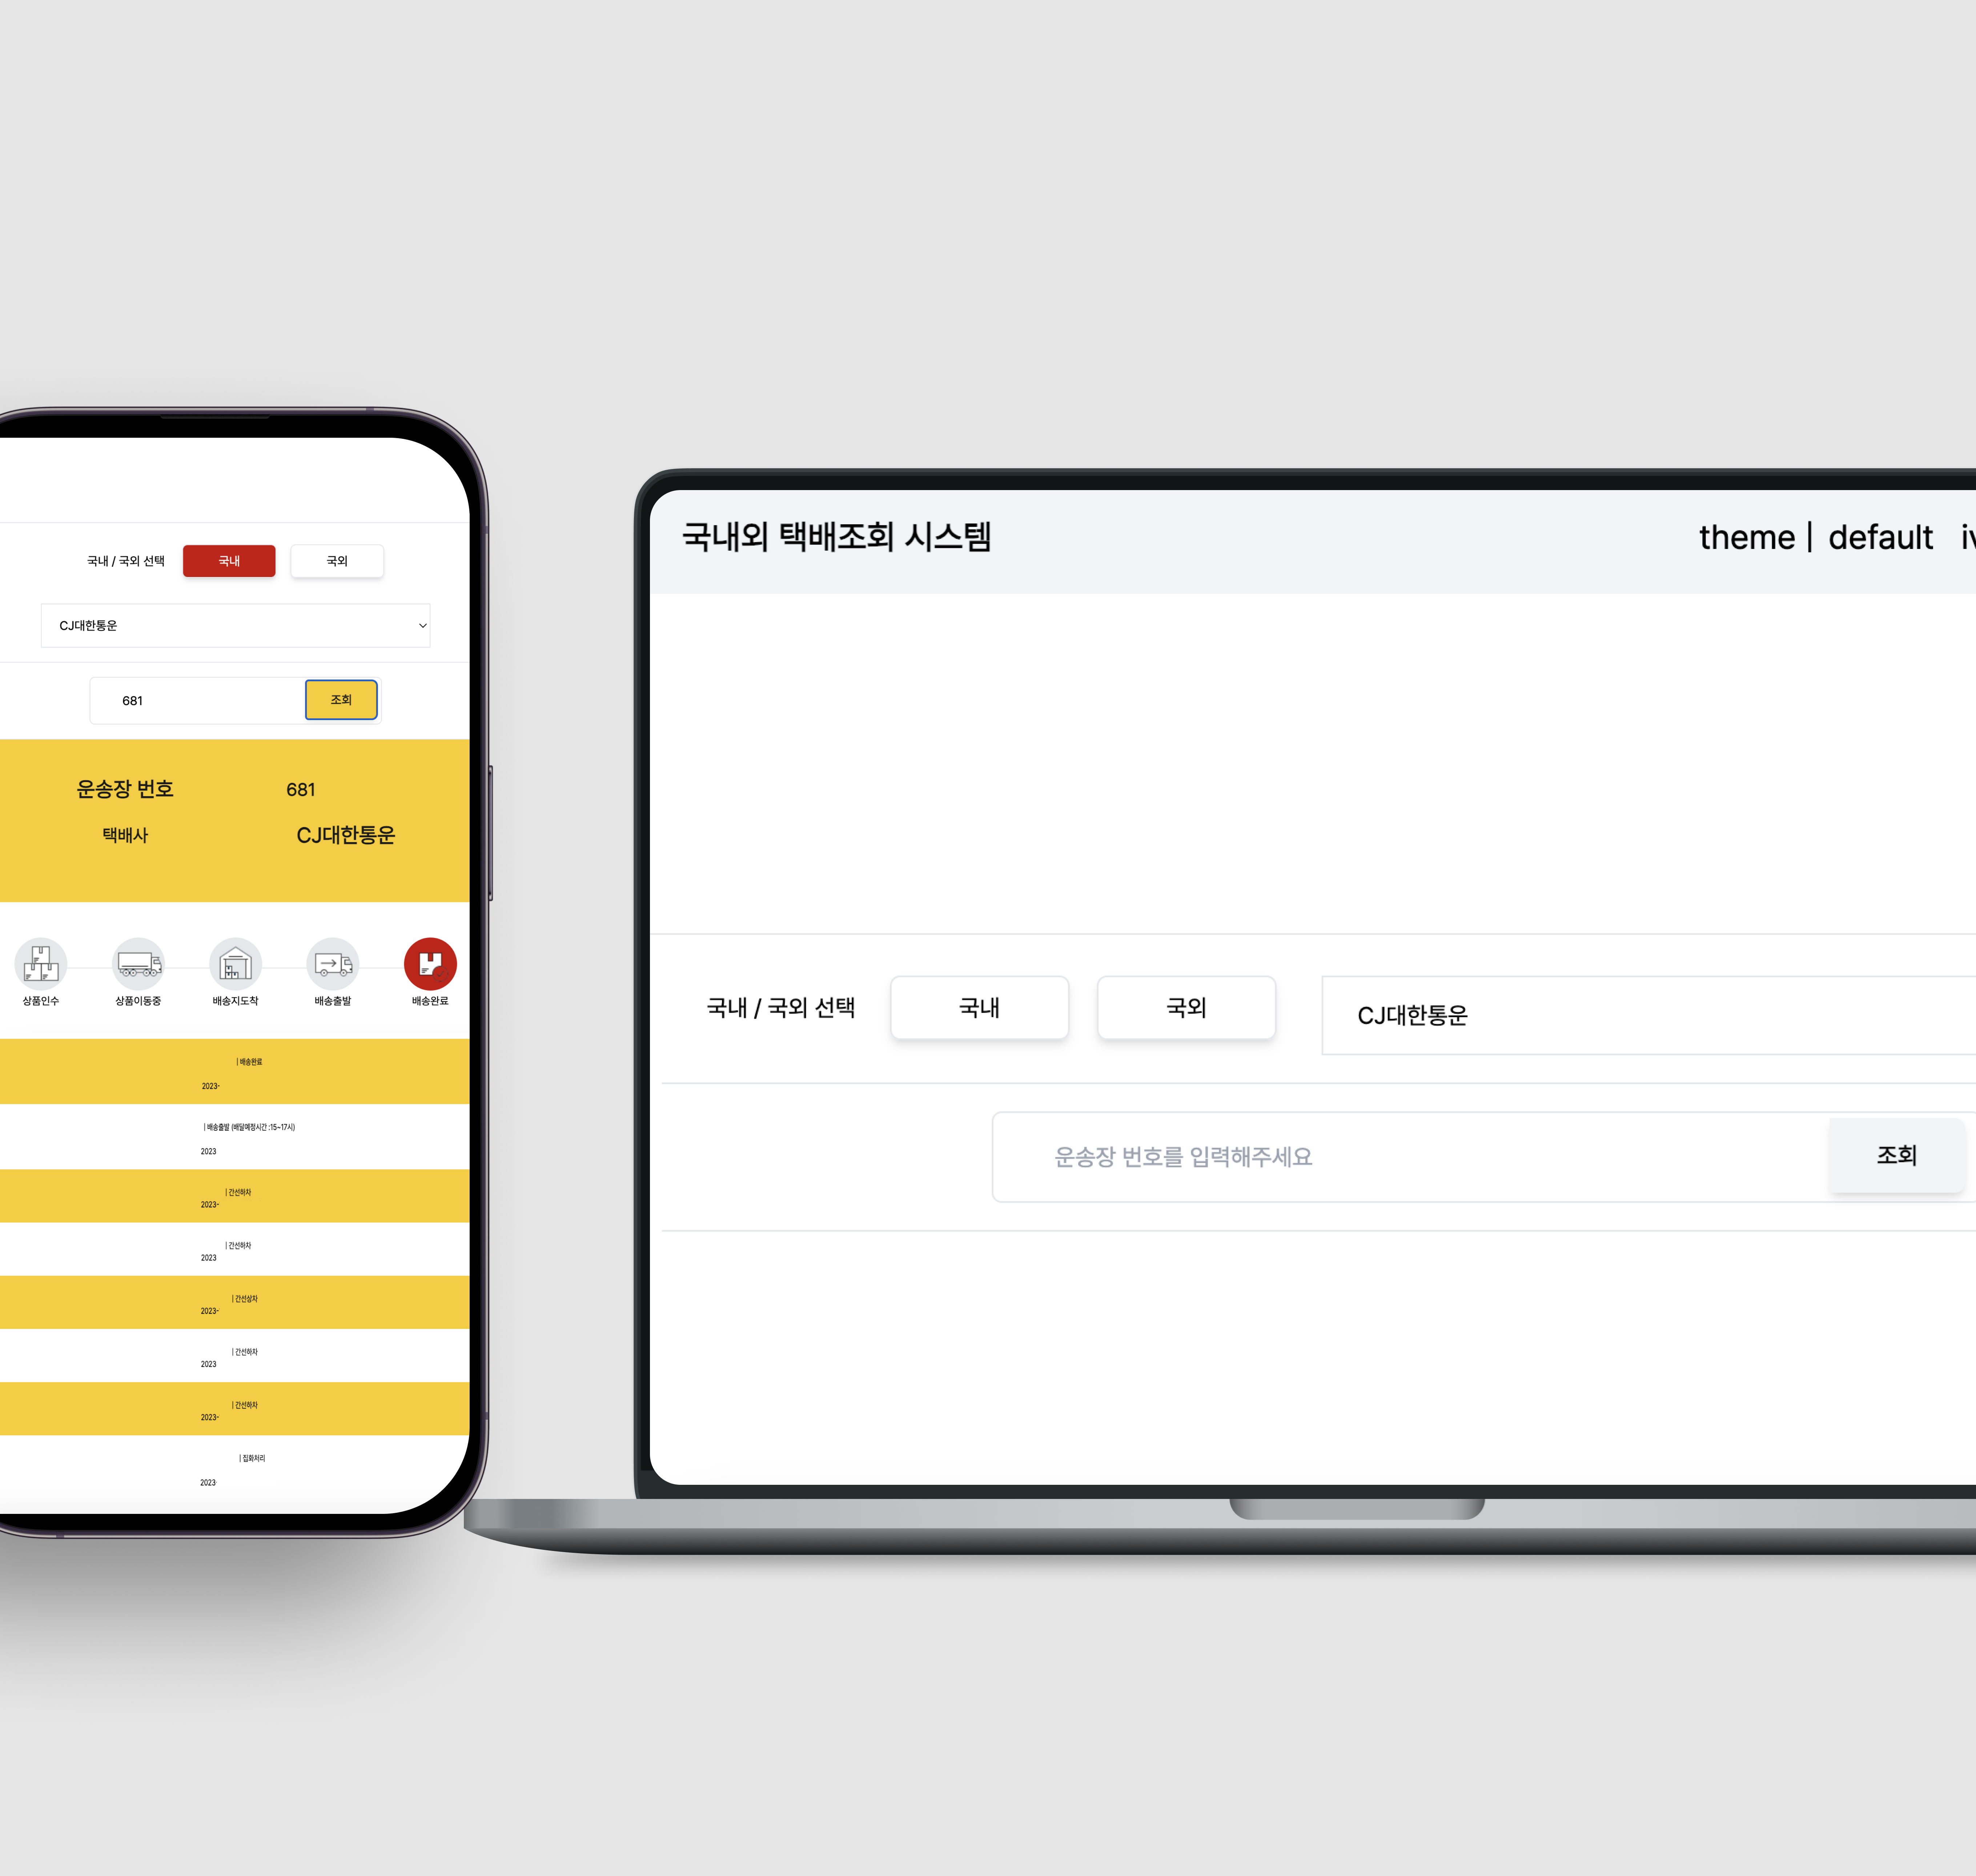 국내 / 국외 선택 국내 국외
CJ대한통운
681 조회
운송장 번호 681
택배사 CJ대한통운
상품인수 상품이동중 배송지도착 배송출발 배송완료
| 배송완료
2023-
| 배송출발 (배달예정시간 :15~17시)
2023
| 간선하차
2023-
| 간선하차
2023
| 간선상차
2023-
| 간선하차
2023
| 간선하차
2023-
| 집화처리
2023
국내외 택배조회 시스템 theme | default iv
국내 / 국외 선택 국내 국외 CJ대한통운
운송장 번호를 입력해주세요 조회